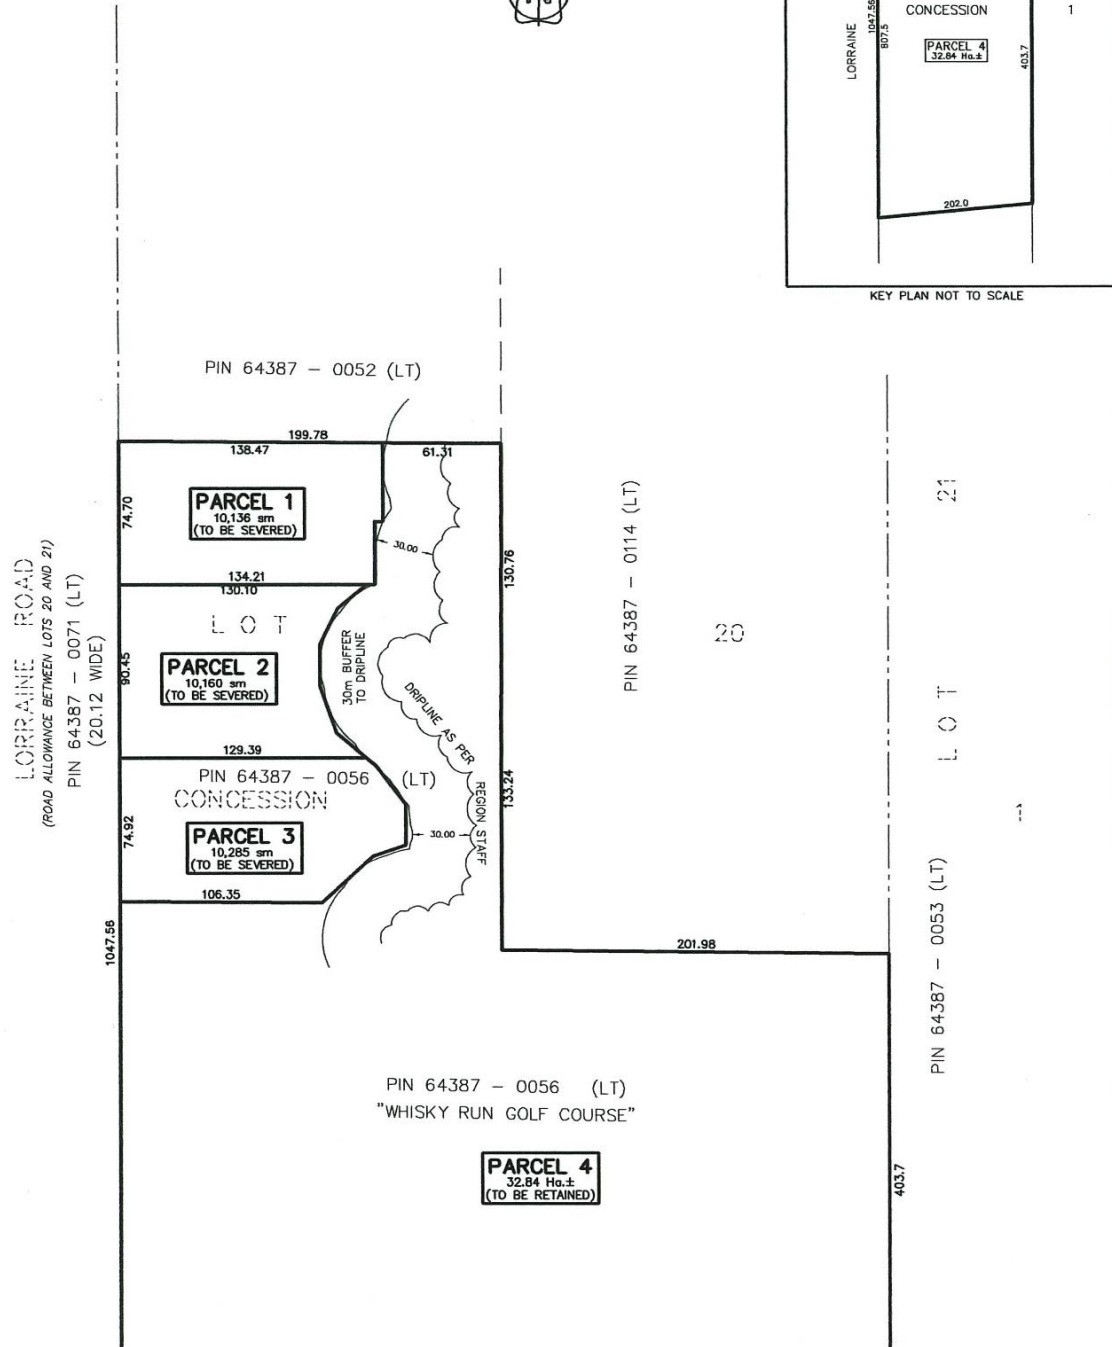 CONCESSION
1
LORRAINE
1047.56
807.5
PARCEL 4
32.84 Ha.±
403.7
202.0
KEY PLAN NOT TO SCALE
PIN 64387 – 0052 (LT)
199.78
138.47
61.31
74.70
PARCEL 1
10,136 sm
(TO BE SEVERED)
30.00
134.21
130.10
130.76
PIN 64387 – 0114 (LT)
20
21
LOT
LORRAINE ROAD
(ROAD ALLOWANCE BETWEEN LOTS 20 AND 21)
PIN 64387 – 0071 (LT)
(20.12 WIDE)
LOT
90.45
PARCEL 2
10,160 sm
(TO BE SEVERED)
30m BUFFER
TO DRIPLINE
DRIPLINE AS PER
REGION STAFF
129.39
PIN 64387 – 0056 (LT)
CONCESSION
1
74.92
PARCEL 3
10,285 sm
(TO BE SEVERED)
30.00
133.24
106.35
1047.56
201.98
PIN 64387 – 0053 (LT)
PIN 64387 – 0056 (LT)
"WHISKY RUN GOLF COURSE"
PARCEL 4
32.84 Ha.±
(TO BE RETAINED)
403.7